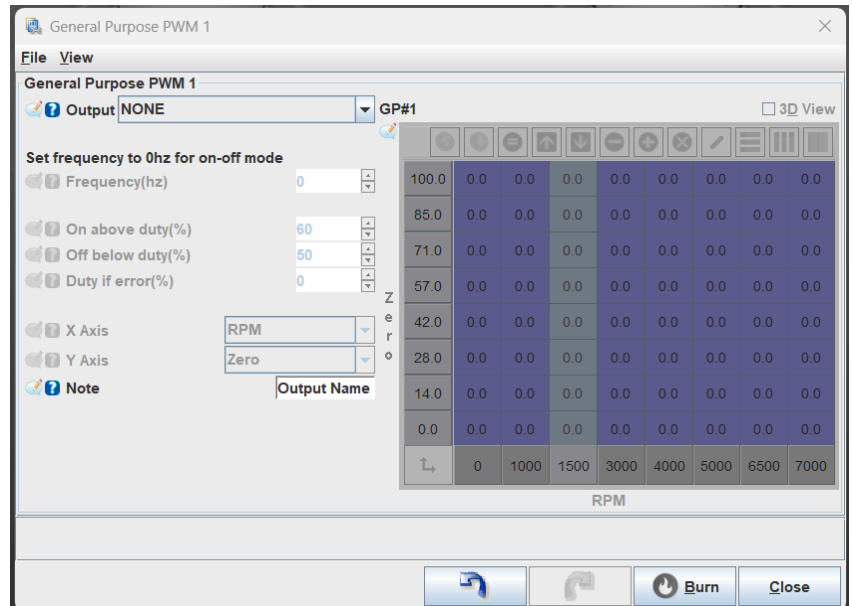 General Purpose PWM 1
File View
General Purpose PWM 1
Output NONE GP#1 3D View
Set frequency to 0hz for on-off mode
Frequency(hz) 0
On above duty(%) 60
Off below duty(%) 50
Duty if error(%) 0
X Axis RPM
Y Axis Zero
Note Output Name
Zero
100.0 0.0 0.0 0.0 0.0 0.0 0.0 0.0 0.0
85.0 0.0 0.0 0.0 0.0 0.0 0.0 0.0 0.0
71.0 0.0 0.0 0.0 0.0 0.0 0.0 0.0 0.0
57.0 0.0 0.0 0.0 0.0 0.0 0.0 0.0 0.0
42.0 0.0 0.0 0.0 0.0 0.0 0.0 0.0 0.0
28.0 0.0 0.0 0.0 0.0 0.0 0.0 0.0 0.0
14.0 0.0 0.0 0.0 0.0 0.0 0.0 0.0 0.0
0.0 0.0 0.0 0.0 0.0 0.0 0.0 0.0 0.0
0 1000 1500 3000 4000 5000 6500 7000
RPM
Burn Close